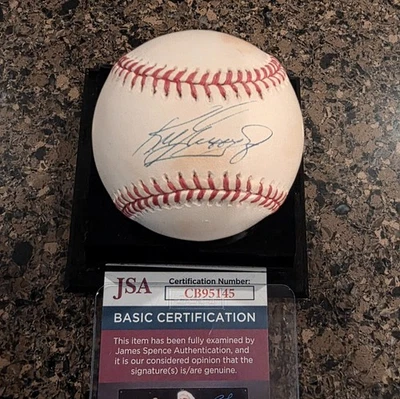 JSA Certification Number:
CB95145
BASIC CERTIFICATION
This item has been fully examined by
James Spence Authentication, and
it is our considered opinion that the
signature(s) is/are genuine.